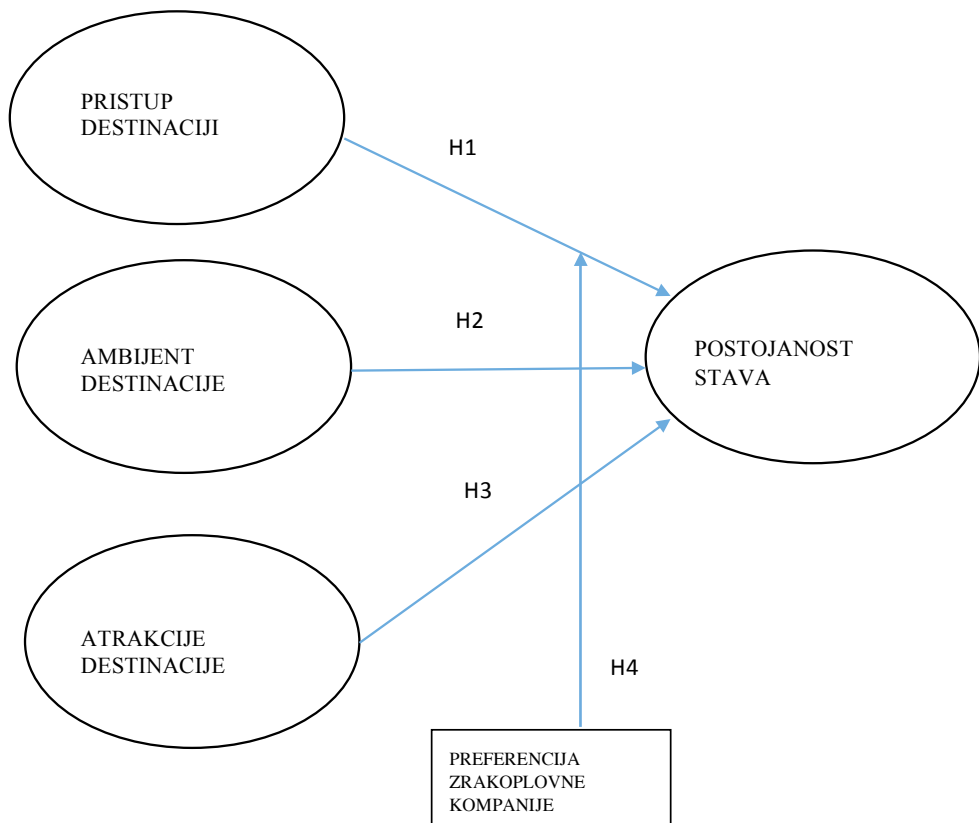 PRISTUP
DESTINACIJI
H1
H2
AMBIJENT
DESTINACIJE
POSTOJANOST
STAVA
H3
ATRAKCIJE
DESTINACIJE
H4
PREFERENCIJA
ZRAKOPLOVNE
KOMPANIJE